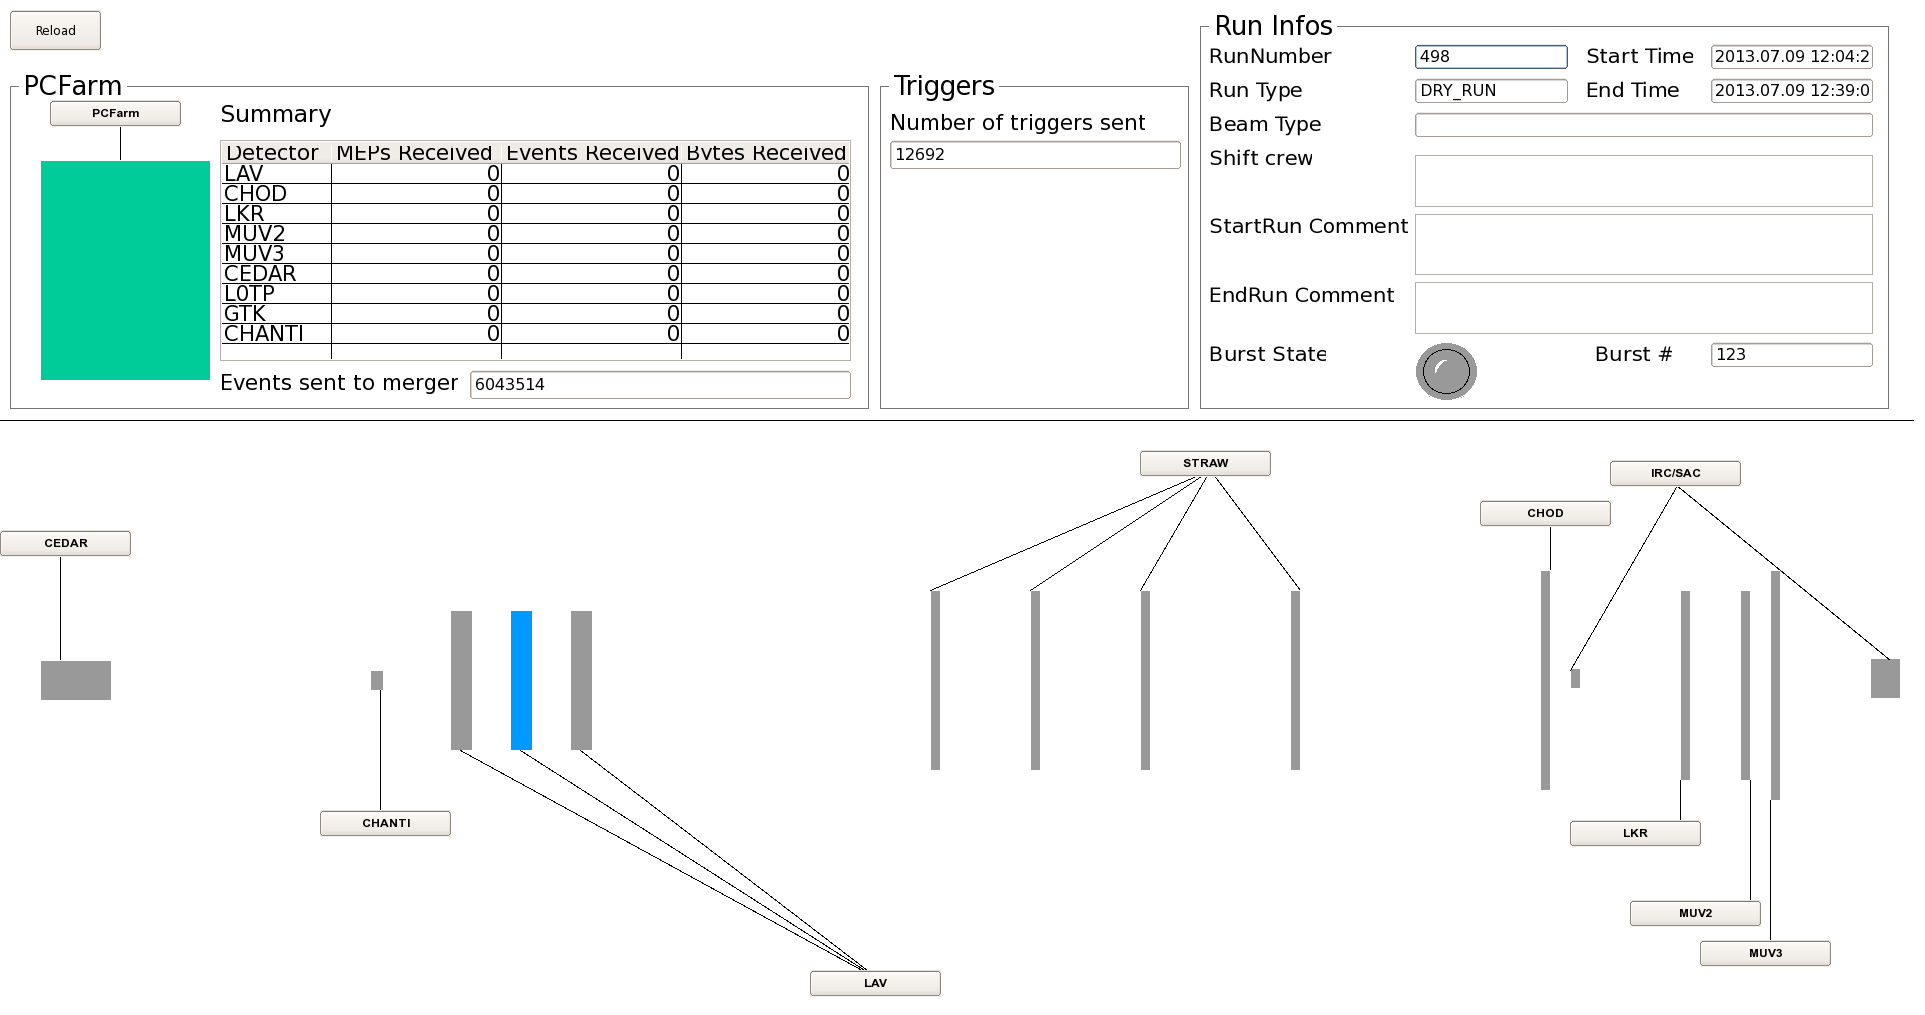 Reload
PCFarm
PCFarm
Summary
Detector MEPs Received Events Received Bytes Received
LAV 0 0 0
CHOD 0 0 0
LKR 0 0 0
MUV2 0 0 0
MUV3 0 0 0
CEDAR 0 0 0
L0TP 0 0 0
GTK 0 0 0
CHANTI 0 0 0
Events sent to merger 6043514
Triggers
Number of triggers sent
12692
Run Infos
RunNumber 498 Start Time 2013.07.09 12:04:2
Run Type DRY_RUN End Time 2013.07.09 12:39:0
Beam Type
Shift crew
StartRun Comment
EndRun Comment
Burst State Burst # 123
STRAW
IRC/SAC
CHOD
CEDAR
CHANTI
LKR
MUV2
MUV3
LAV